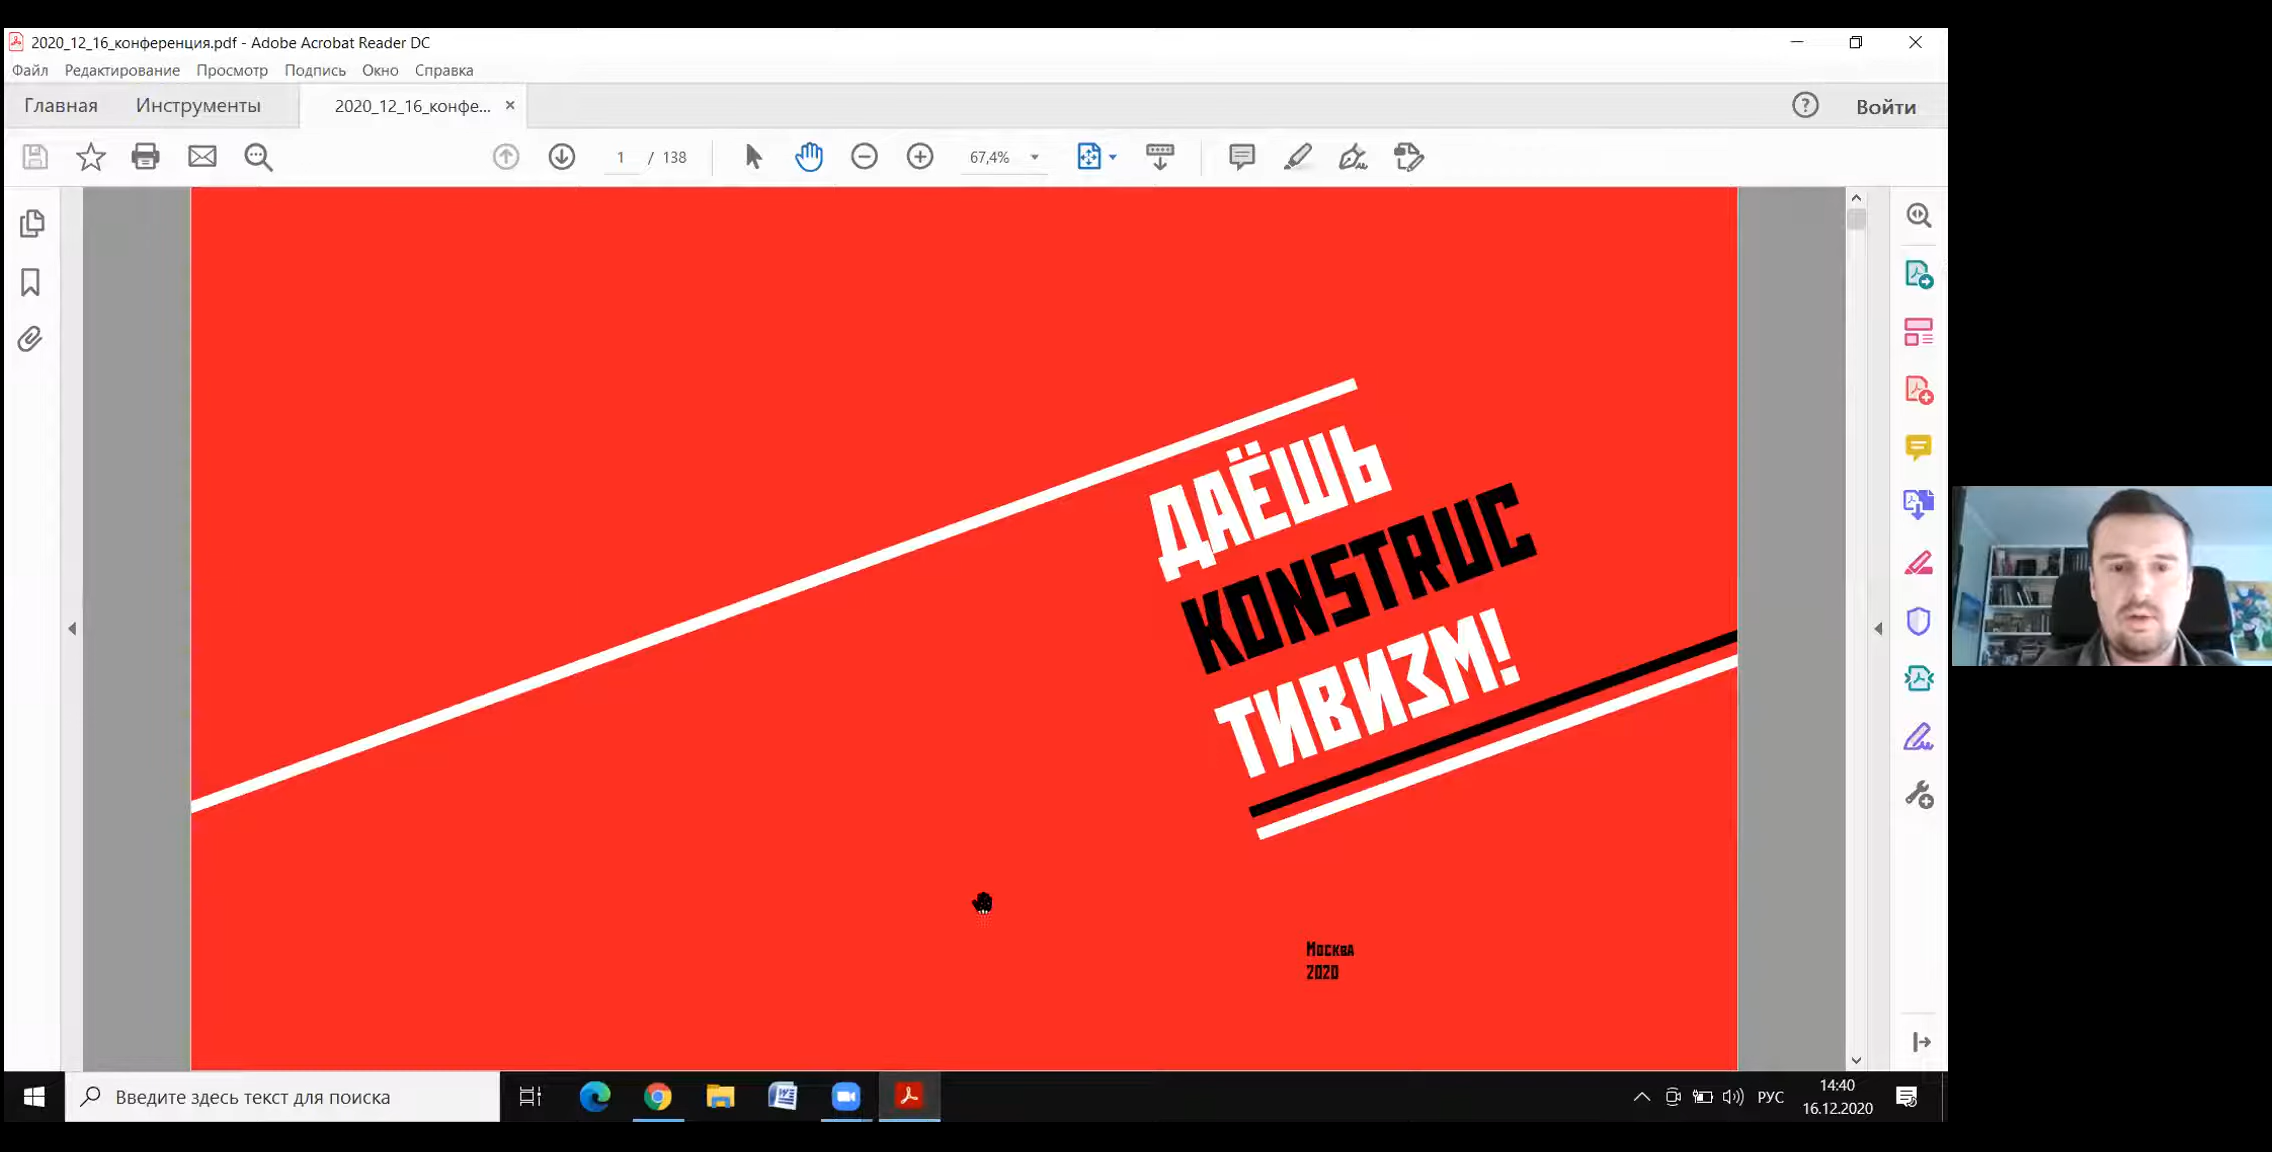 2020_12_16_конференция.pdf - Adobe Acrobat Reader DC
Файл Редактирование Просмотр Подпись Окно Справка
Главная Инструменты 2020_12_16_конфе... × Войти
1 / 138 67,4%
ДАЁШЬ
KONSTRUC
ТИВИЗМ!
Москва
2020
Введите здесь текст для поиска
РУС
14:40
16.12.2020